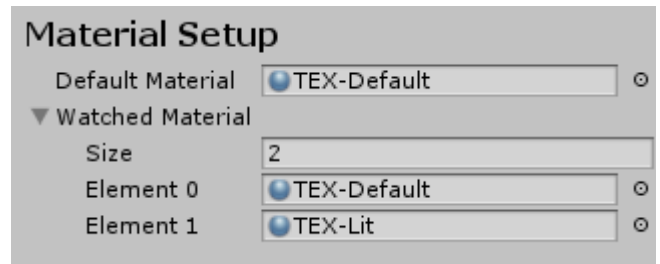 Material Setup
Default Material TEX-Default
Watched Material
Size 2
Element 0 TEX-Default
Element 1 TEX-Lit